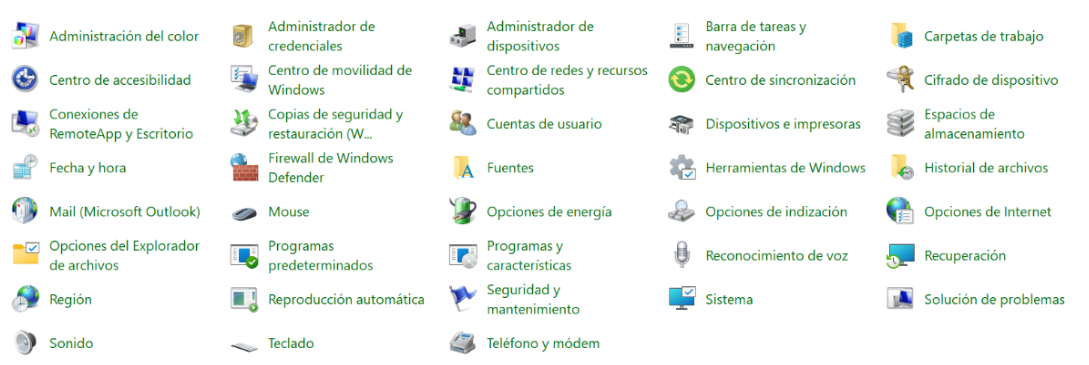 Administración del color
Administrador de
credenciales
Administrador de
dispositivos
Barra de tareas y
navegación
Carpetas de trabajo
Centro de accesibilidad
Centro de movilidad de
Windows
Centro de redes y recursos
compartidos
Centro de sincronización
Cifrado de dispositivo
Conexiones de
RemoteApp y Escritorio
Copias de seguridad y
restauración (W...
Cuentas de usuario
Dispositivos e impresoras
Espacios de
almacenamiento
Fecha y hora
Firewall de Windows
Defender
Fuentes
Herramientas de Windows
Historial de archivos
Mail (Microsoft Outlook)
Mouse
Opciones de energía
Opciones de indización
Opciones de Internet
Opciones del Explorador
de archivos
Programas
predeterminados
Programas y
características
Reconocimiento de voz
Recuperación
Región
Reproducción automática
Seguridad y
mantenimiento
Sistema
Solución de problemas
Sonido
Teclado
Teléfono y módem